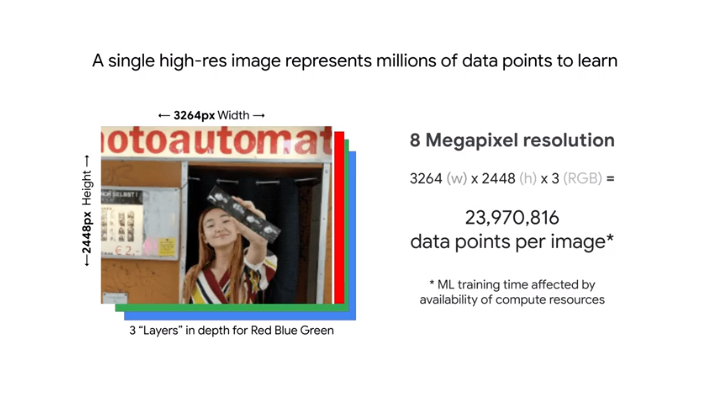 A single high-res image represents millions of data points to learn
← 3264px Width →
←2448px Height →
otoautomat
€ 2.-
3 “Layers” in depth for Red Blue Green
8 Megapixel resolution
3264 (w) x 2448 (h) x 3 (RGB) =
23,970,816
data points per image*
* ML training time affected by
availability of compute resources